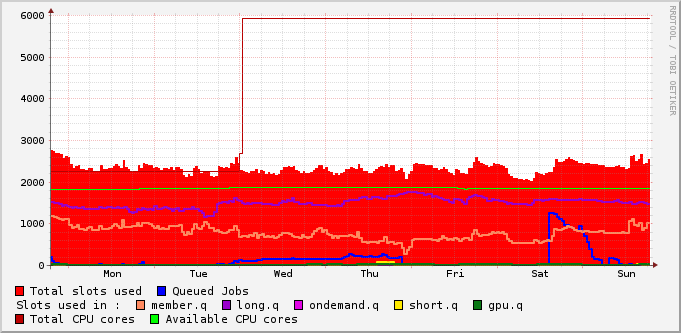 6000
5000
4000
3000
2000
1000
0
Mon Tue Wed Thu Fri Sat Sun
RRDTOOL / TOBI OETIKER
Total slots used Queued Jobs
Slots used in : member.q long.q ondemand.q short.q gpu.q
Total CPU cores Available CPU cores